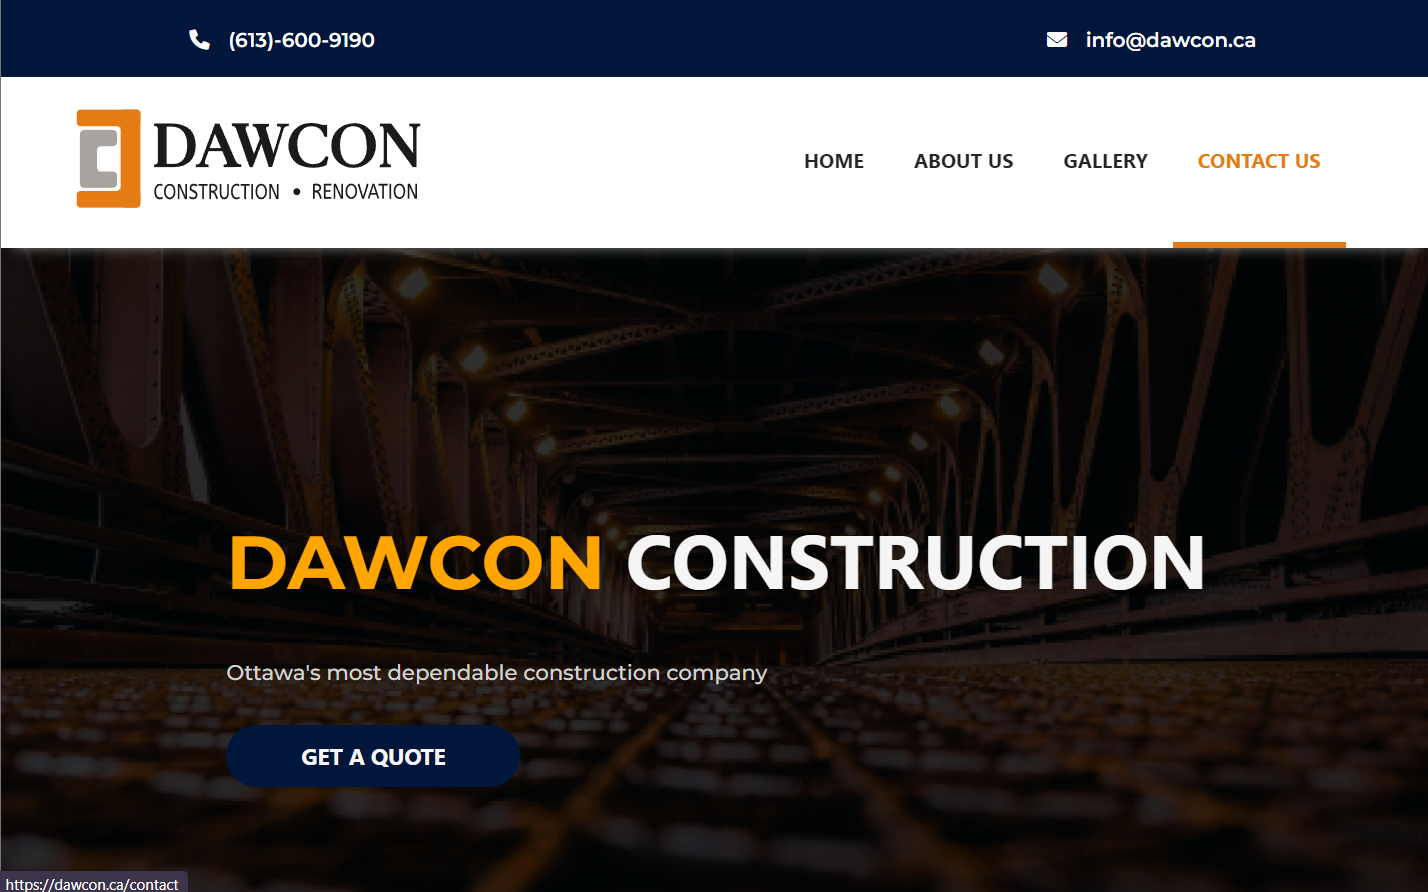 (613)-600-9190
info@dawcon.ca
DAWCON
CONSTRUCTION • RENOVATION
HOME
ABOUT US
GALLERY
CONTACT US
DAWCON CONSTRUCTION
Ottawa's most dependable construction company
GET A QUOTE
https://dawcon.ca/contact